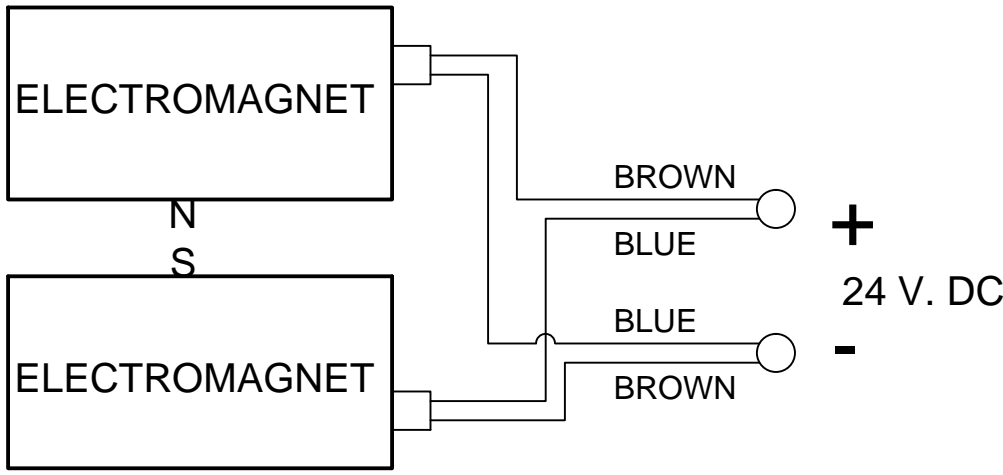 ELECTROMAGNET
N
S
ELECTROMAGNET
BROWN
BLUE
BLUE
BROWN
+
24 V. DC
-